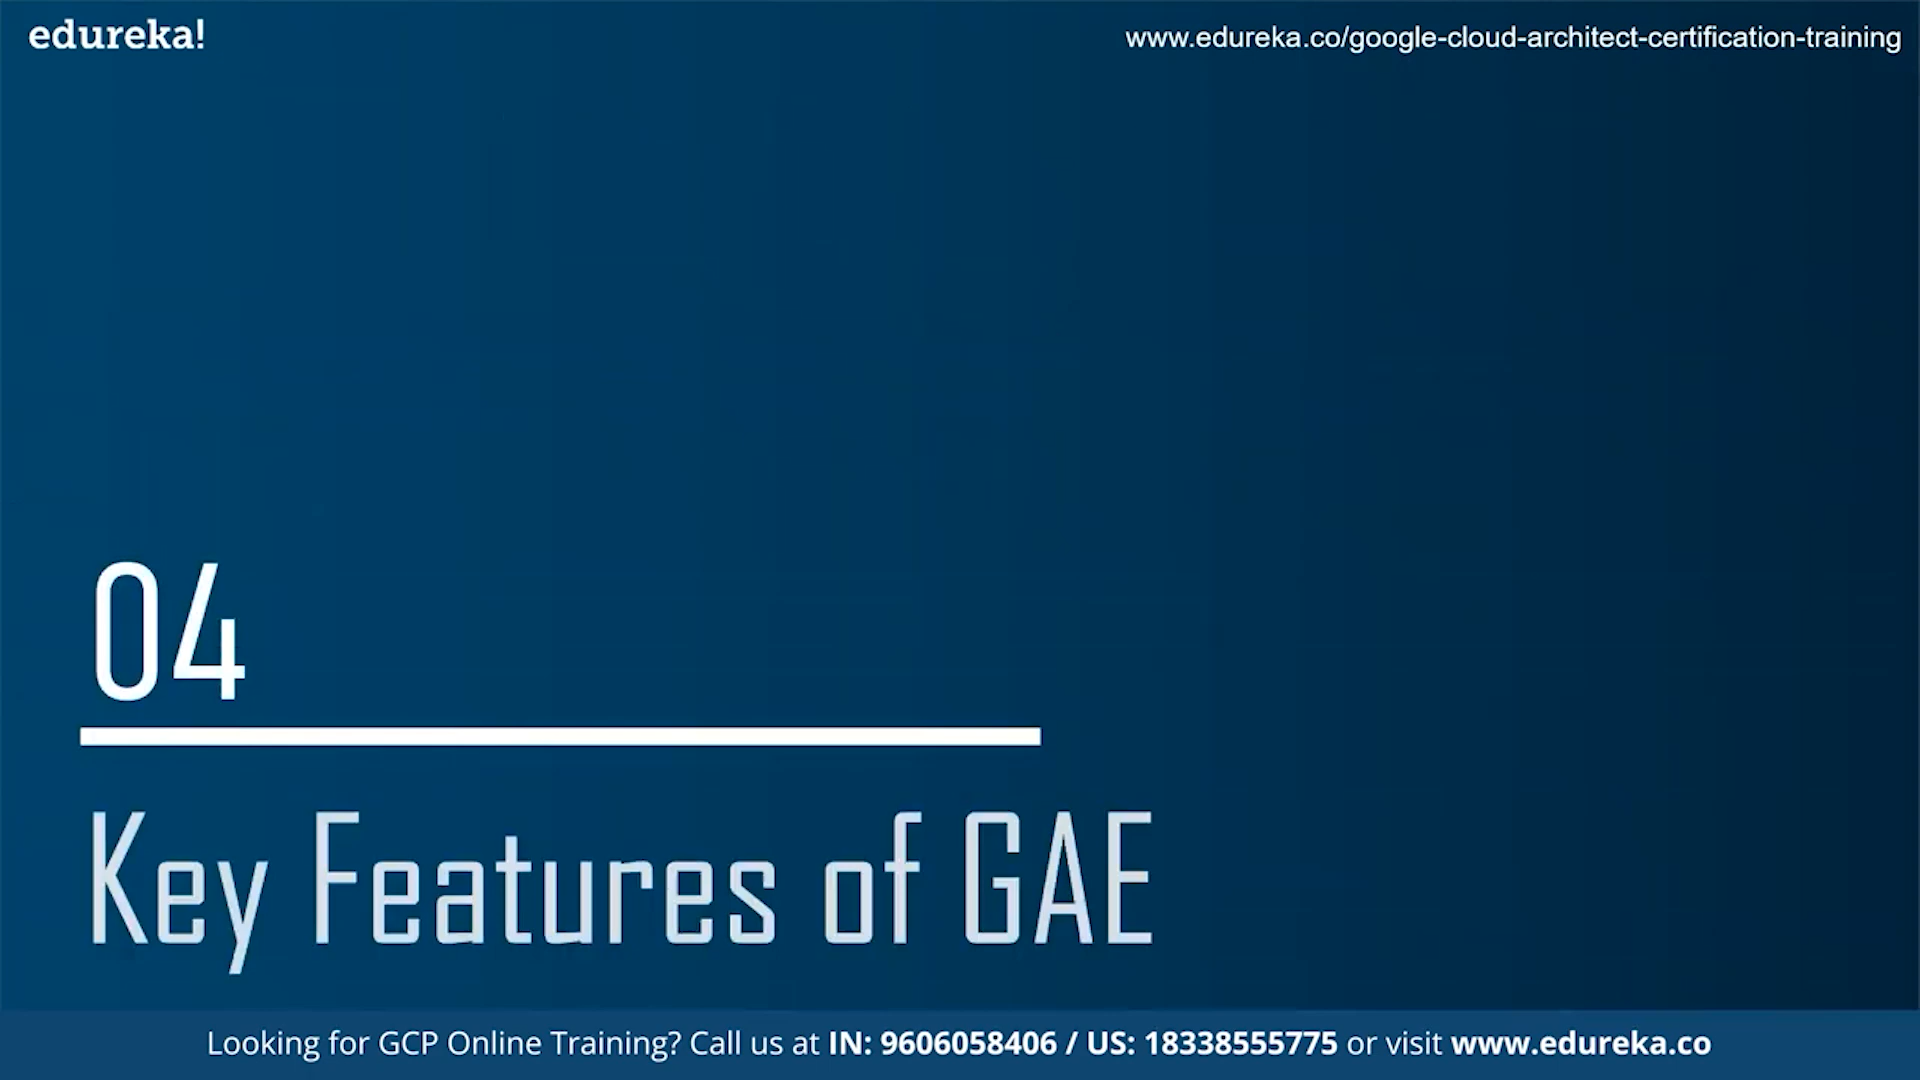 edureka!
www.edureka.co/google-cloud-architect-certification-training
04
Key Features of GAE
Looking for GCP Online Training? Call us at IN: 9606058406 / US: 18338555775 or visit www.edureka.co